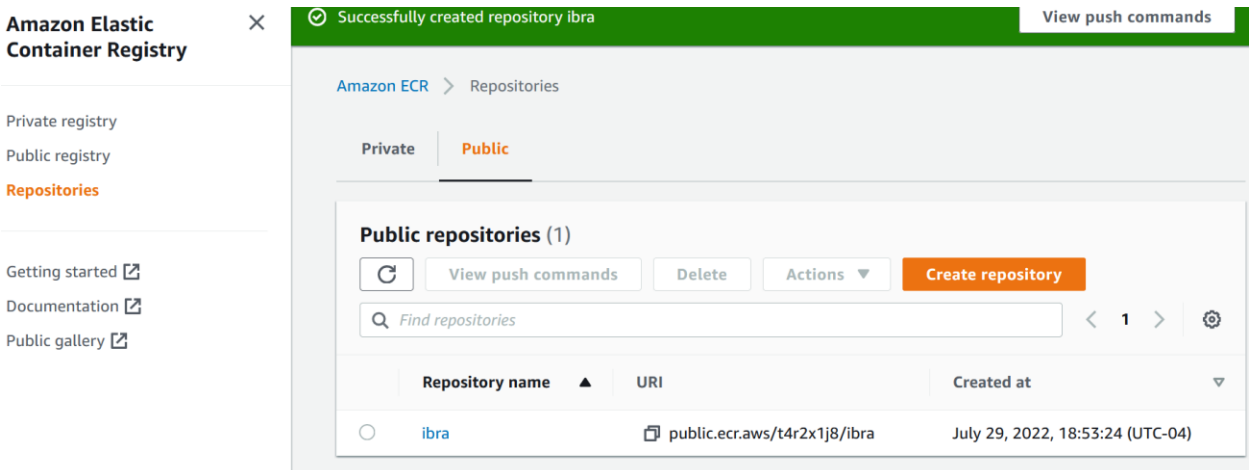 Amazon Elastic
Container Registry
Private registry
Public registry
Repositories
Getting started
Documentation
Public gallery
Successfully created repository ibra
View push commands
Amazon ECR > Repositories
Private
Public
Public repositories (1)
View push commands
Delete
Actions
Create repository
Find repositories
1
Repository name URI Created at
ibra public.ecr.aws/t4r2x1j8/ibra July 29, 2022, 18:53:24 (UTC-04)